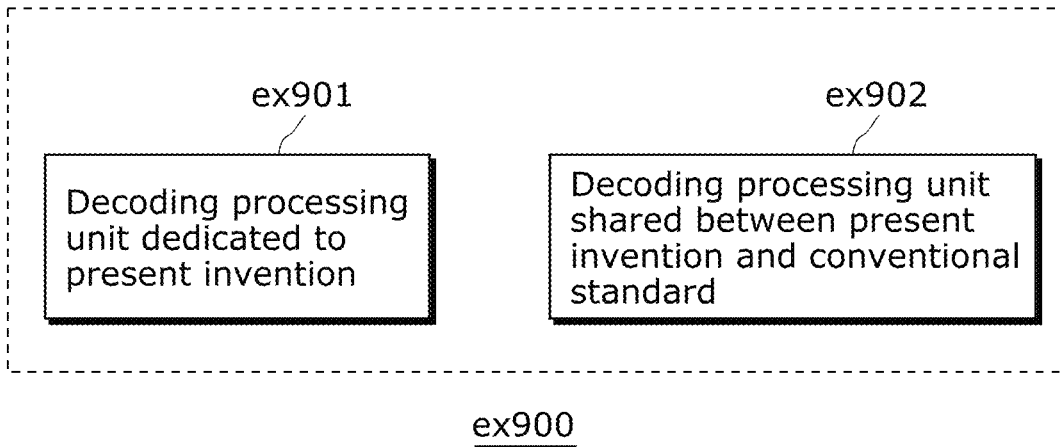 ex901
ex902
Decoding processing
unit dedicated to
present invention
Decoding processing unit
shared between present
invention and conventional
standard
ex900